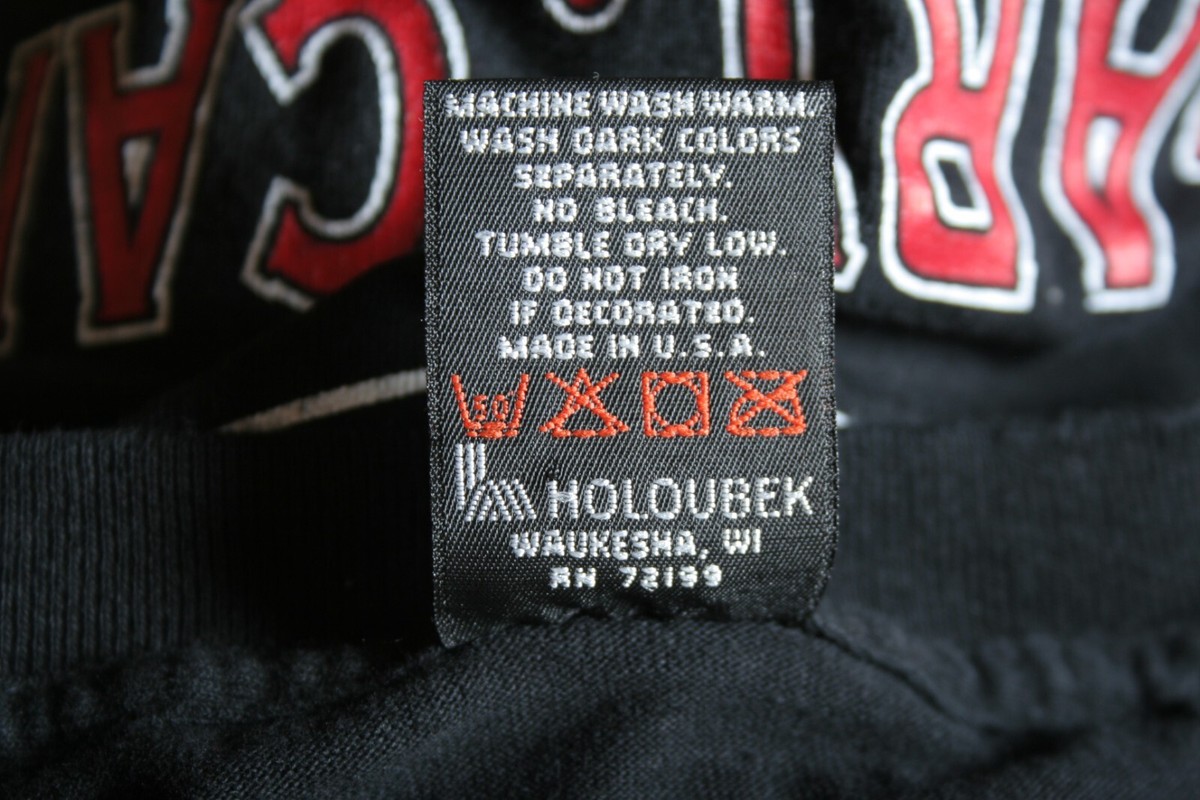 MACHINE WASH WARM.
WASH DARK COLORS
SEPARATELY.
NO BLEACH.
TUMBLE DRY LOW.
DO NOT IRON
IF DECORATED.
MADE IN U.S.A.
50
HOLOUBEK
WAUKESHA, WI
RN 72199